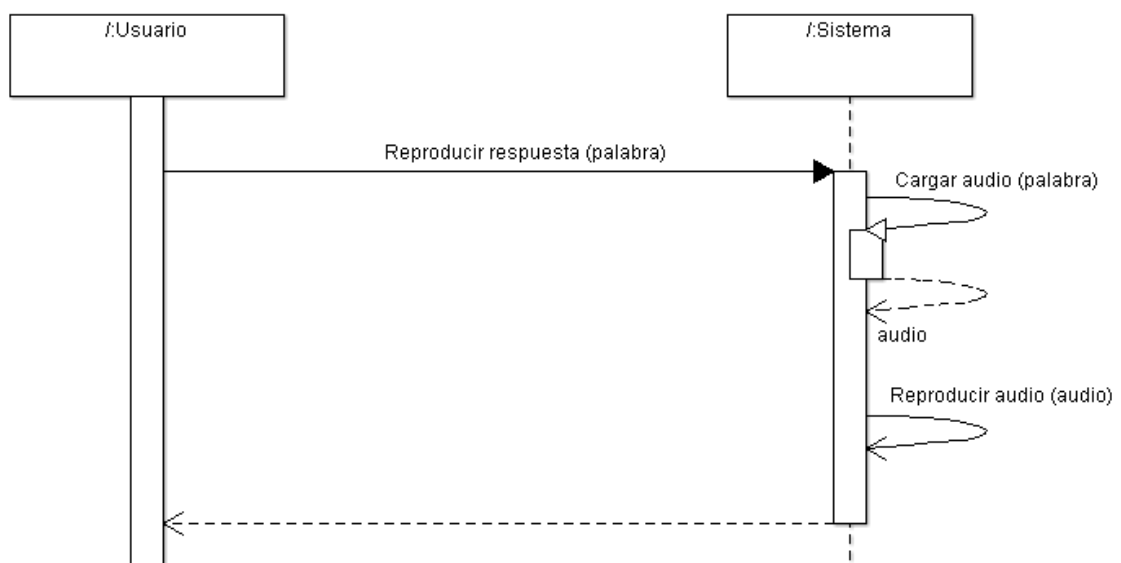 /:Usuario
/:Sistema
Reproducir respuesta (palabra)
Cargar audio (palabra)
audio
Reproducir audio (audio)